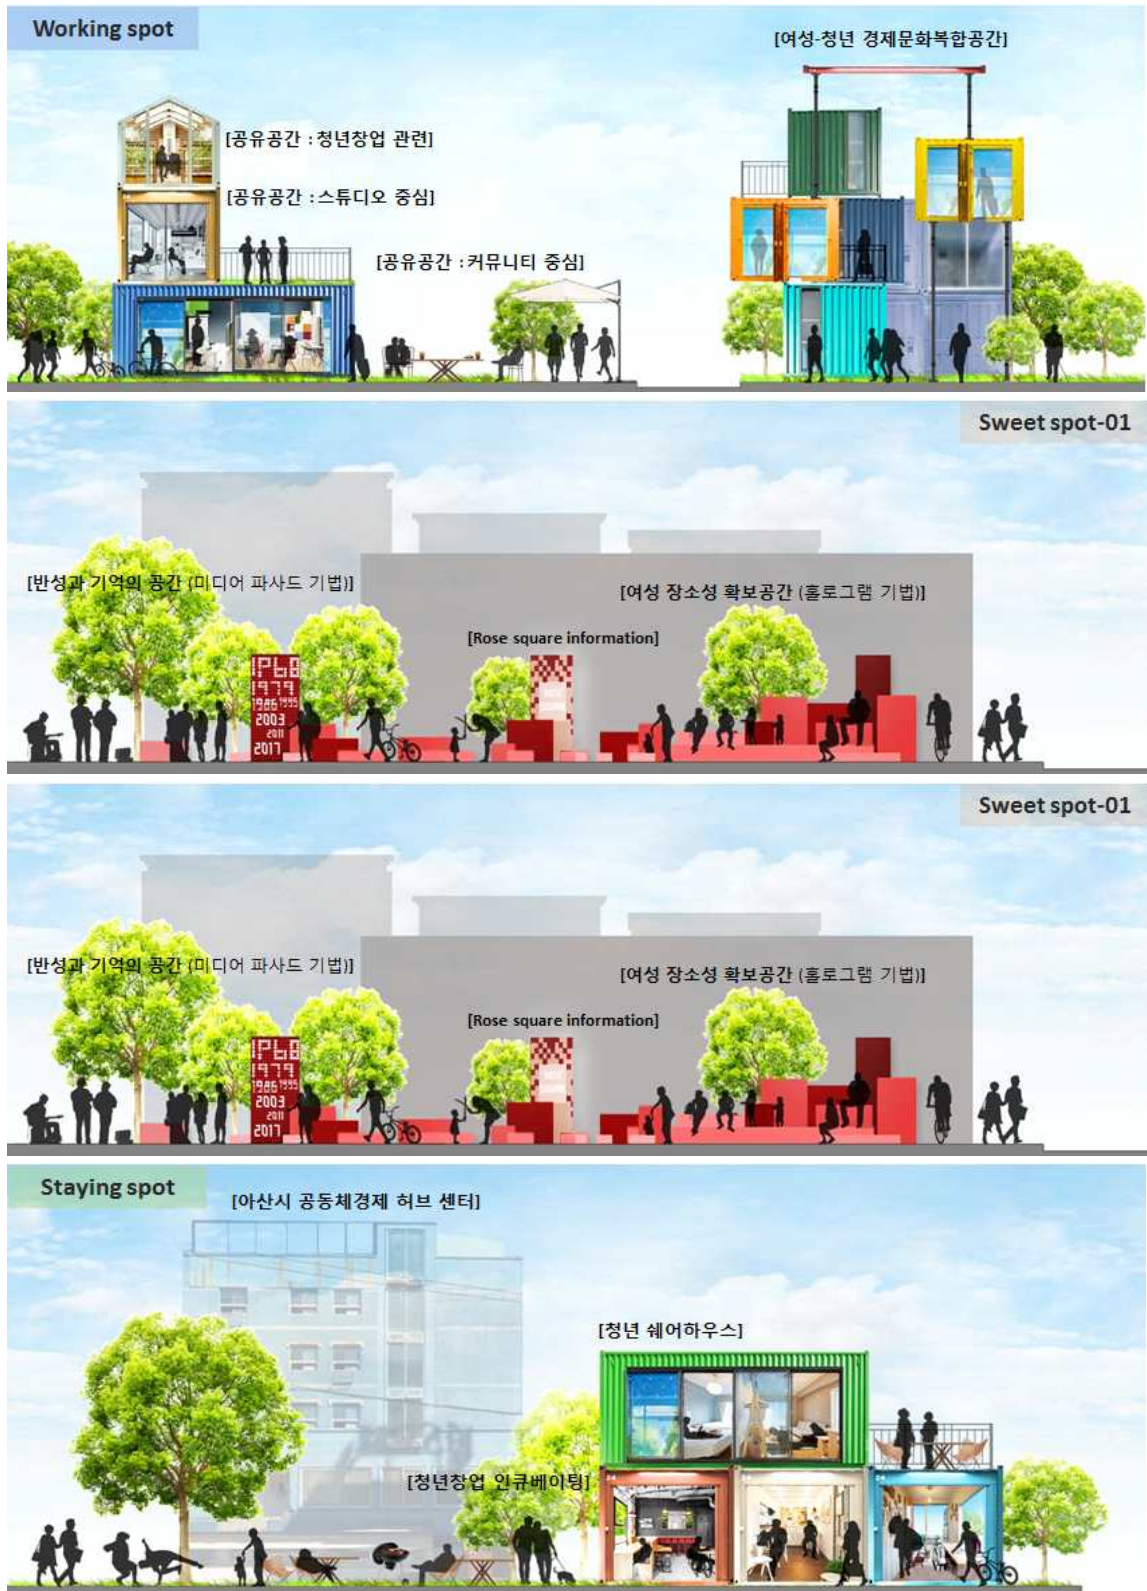 Working spot
[여성-청년 경제문화복합공간]
[공유공간 : 청년창업 관련]
[공유공간 : 스튜디오 중심]
[공유공간 : 커뮤니티 중심]
Sweet spot-01
[반성과 기억의 공간 (미디어 파사드 기법)]
[여성 장소성 확보공간 (홀로그램 기법)]
[Rose square information]
1P68
1979
1986 1995
2003
2011
2017
Sweet spot-01
[반성과 기억의 공간 (미디어 파사드 기법)]
[여성 장소성 확보공간 (홀로그램 기법)]
[Rose square information]
1P68
1979
1986 1995
2003
2011
2017
Staying spot
[아산시 공동체경제 허브 센터]
[청년 쉐어하우스]
[청년창업 인큐베이팅]